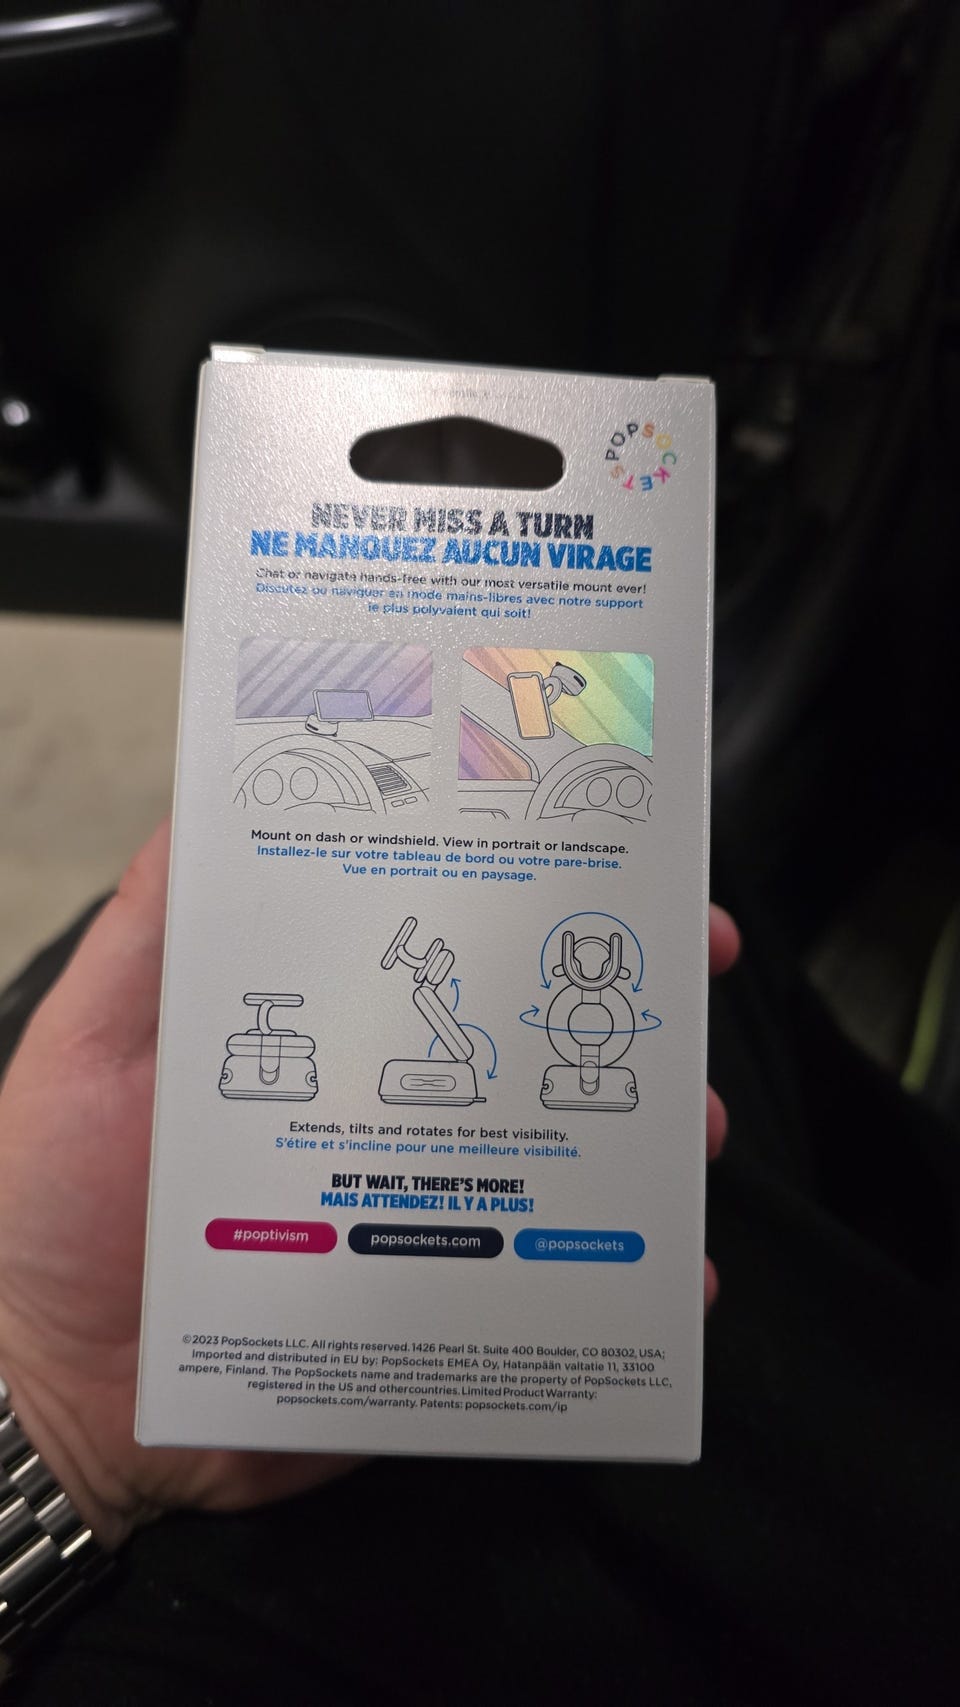 POPSOCKETS
NEVER MISS A TURN
NE MANQUEZ AUCUN VIRAGE
Chat or navigate hands-free with our most versatile mount ever!
Discutez ou naviguer en mode mains-libres avec notre support
le plus polyvalent qui soit!
Mount on dash or windshield. View in portrait or landscape.
Installez-le sur votre tableau de bord ou votre pare-brise.
Vue en portrait ou en paysage.
Extends, tilts and rotates for best visibility.
S'étire et s'incline pour une meilleure visibilité.
BUT WAIT, THERE'S MORE!
MAIS ATTENDEZ! IL Y A PLUS!
#poptivism popsockets.com @popsockets
©2023 PopSockets LLC. All rights reserved. 1426 Pearl St. Suite 400 Boulder, CO 80302, USA;
Imported and distributed in EU by: PopSockets EMEA Oy, Hatanpään valtatie 11, 33100
ampere, Finland. The PopSockets name and trademarks are the property of PopSockets LLC,
registered in the US and othercountries. Limited Product Warranty:
popsockets.com/warranty. Patents: popsockets.com/ip